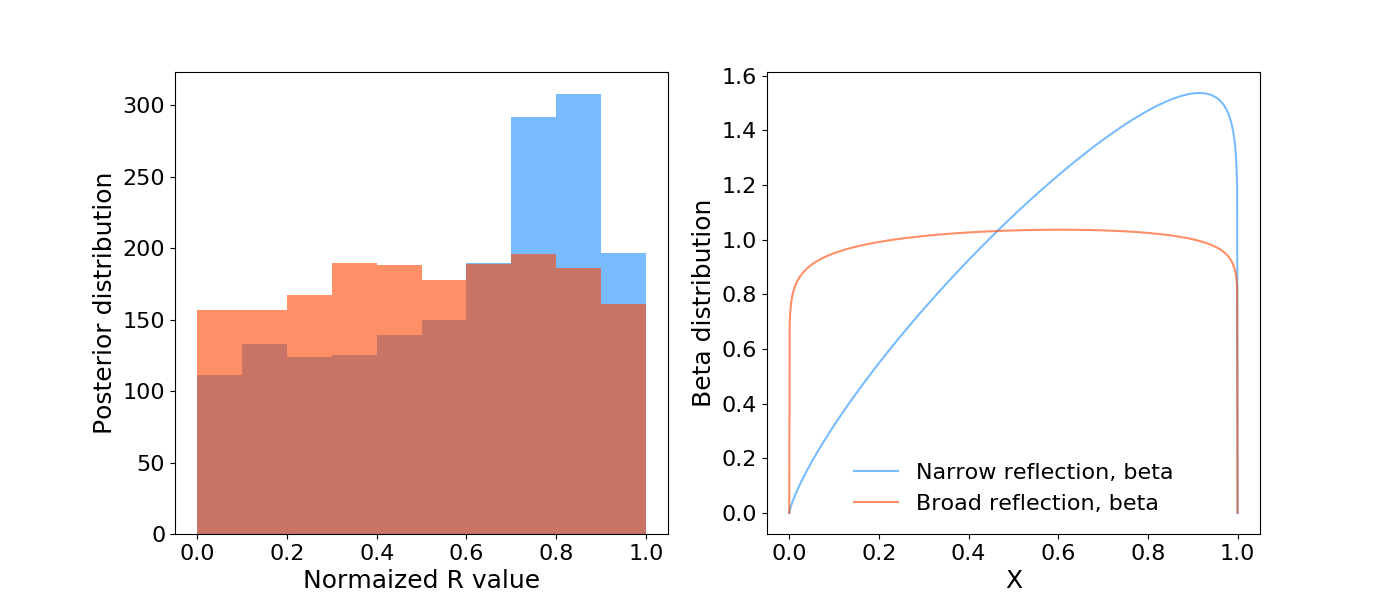 Posterior distribution
300
250
200
150
100
50
0
0.0 0.2 0.4 0.6 0.8 1.0
Normaized R value
Beta distribution
1.6
1.4
1.2
1.0
0.8
0.6
0.4
0.2
0.0
Narrow reflection, beta
Broad reflection, beta
0.0 0.2 0.4 0.6 0.8 1.0
X